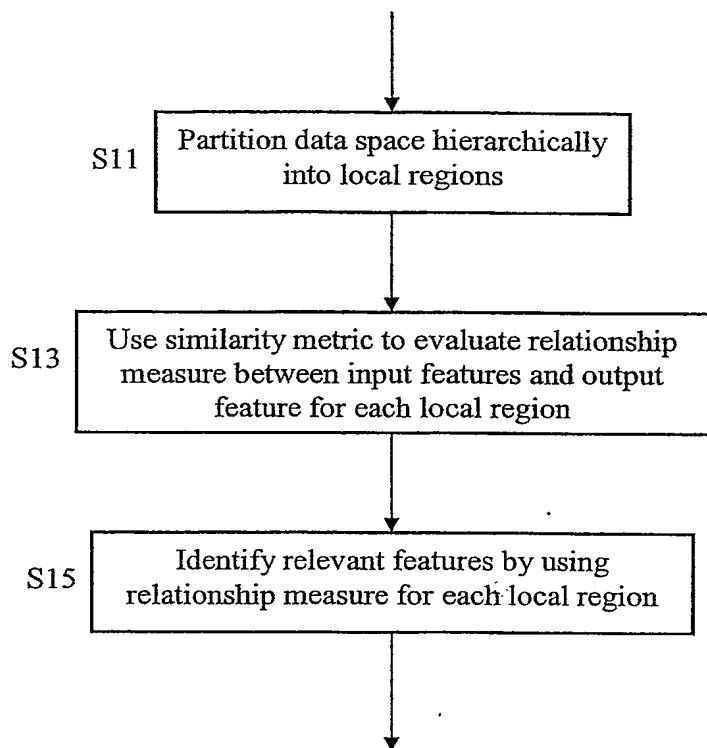 S11
Partition data space hierarchically
into local regions
S13
Use similarity metric to evaluate relationship
measure between input features and output
feature for each local region
S15
Identify relevant features by using
relationship measure for each local region